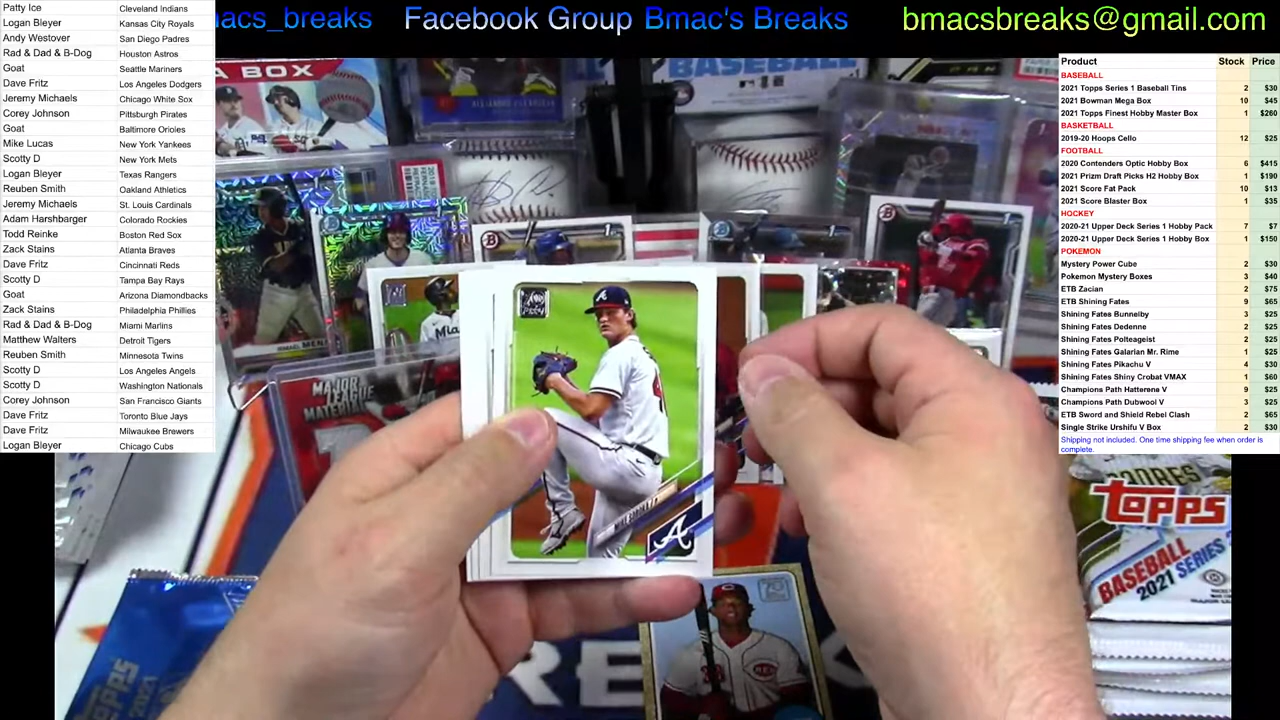 macs_breaks Facebook Group Bmac's Breaks bmacsbreaks@gmail.com
Patty Ice Cleveland Indians
Logan Bleyer Kansas City Royals
Andy Westover San Diego Padres
Rad & Dad & B-Dog Houston Astros
Goat Seattle Mariners
Dave Fritz Los Angeles Dodgers
Jeremy Michaels Chicago White Sox
Corey Johnson Pittsburgh Pirates
Goat Baltimore Orioles
Mike Lucas New York Yankees
Scotty D New York Mets
Logan Bleyer Texas Rangers
Reuben Smith Oakland Athletics
Jeremy Michaels St. Louis Cardinals
Adam Harshbarger Colorado Rockies
Todd Reinke Boston Red Sox
Zack Stains Atlanta Braves
Dave Fritz Cincinnati Reds
Scotty D Tampa Bay Rays
Goat Arizona Diamondbacks
Zack Stains Philadelphia Phillies
Rad & Dad & B-Dog Miami Marlins
Matthew Walters Detroit Tigers
Reuben Smith Minnesota Twins
Scotty D Los Angeles Angels
Scotty D Washington Nationals
Corey Johnson San Francisco Giants
Dave Fritz Toronto Blue Jays
Dave Fritz Milwaukee Brewers
Logan Bleyer Chicago Cubs
Product Stock Price
BASEBALL
2021 Topps Series 1 Baseball Tins 2 $30
2021 Bowman Mega Box 10 $45
2021 Topps Finest Hobby Master Box 1 $260
BASKETBALL
2019-20 Hoops Cello 12 $25
FOOTBALL
2020 Contenders Optic Hobby Box 6 $415
2021 Prizm Draft Picks H2 Hobby Box 1 $190
2021 Score Fat Pack 10 $13
2021 Score Blaster Box 1 $35
HOCKEY
2020-21 Upper Deck Series 1 Hobby Pack 7 $7
2020-21 Upper Deck Series 1 Hobby Box 1 $150
POKEMON
Mystery Power Cube 2 $30
Pokemon Mystery Boxes 3 $40
ETB Zacian 2 $75
ETB Shining Fates 9 $65
Shining Fates Bunnelby 3 $25
Shining Fates Dedenne 2 $25
Shining Fates Polteageist 2 $25
Shining Fates Galarian Mr. Rime 1 $25
Shining Fates Pikachu V 4 $30
Shining Fates Shiny Crobat VMAX 1 $60
Champions Path Hatterene V 9 $25
Champions Path Dubwool V 3 $25
ETB Sword and Shield Rebel Clash 2 $65
Single Strike Urshifu V Box 2 $30
Shipping not included. One time shipping fee when order is
complete.
A BOX
BASEBALL
MAJOR
LEAGUE
MATERIAL
A
PADRES
topps
BASEBALL
2021 SERIES
topps
2021
RE
REDS